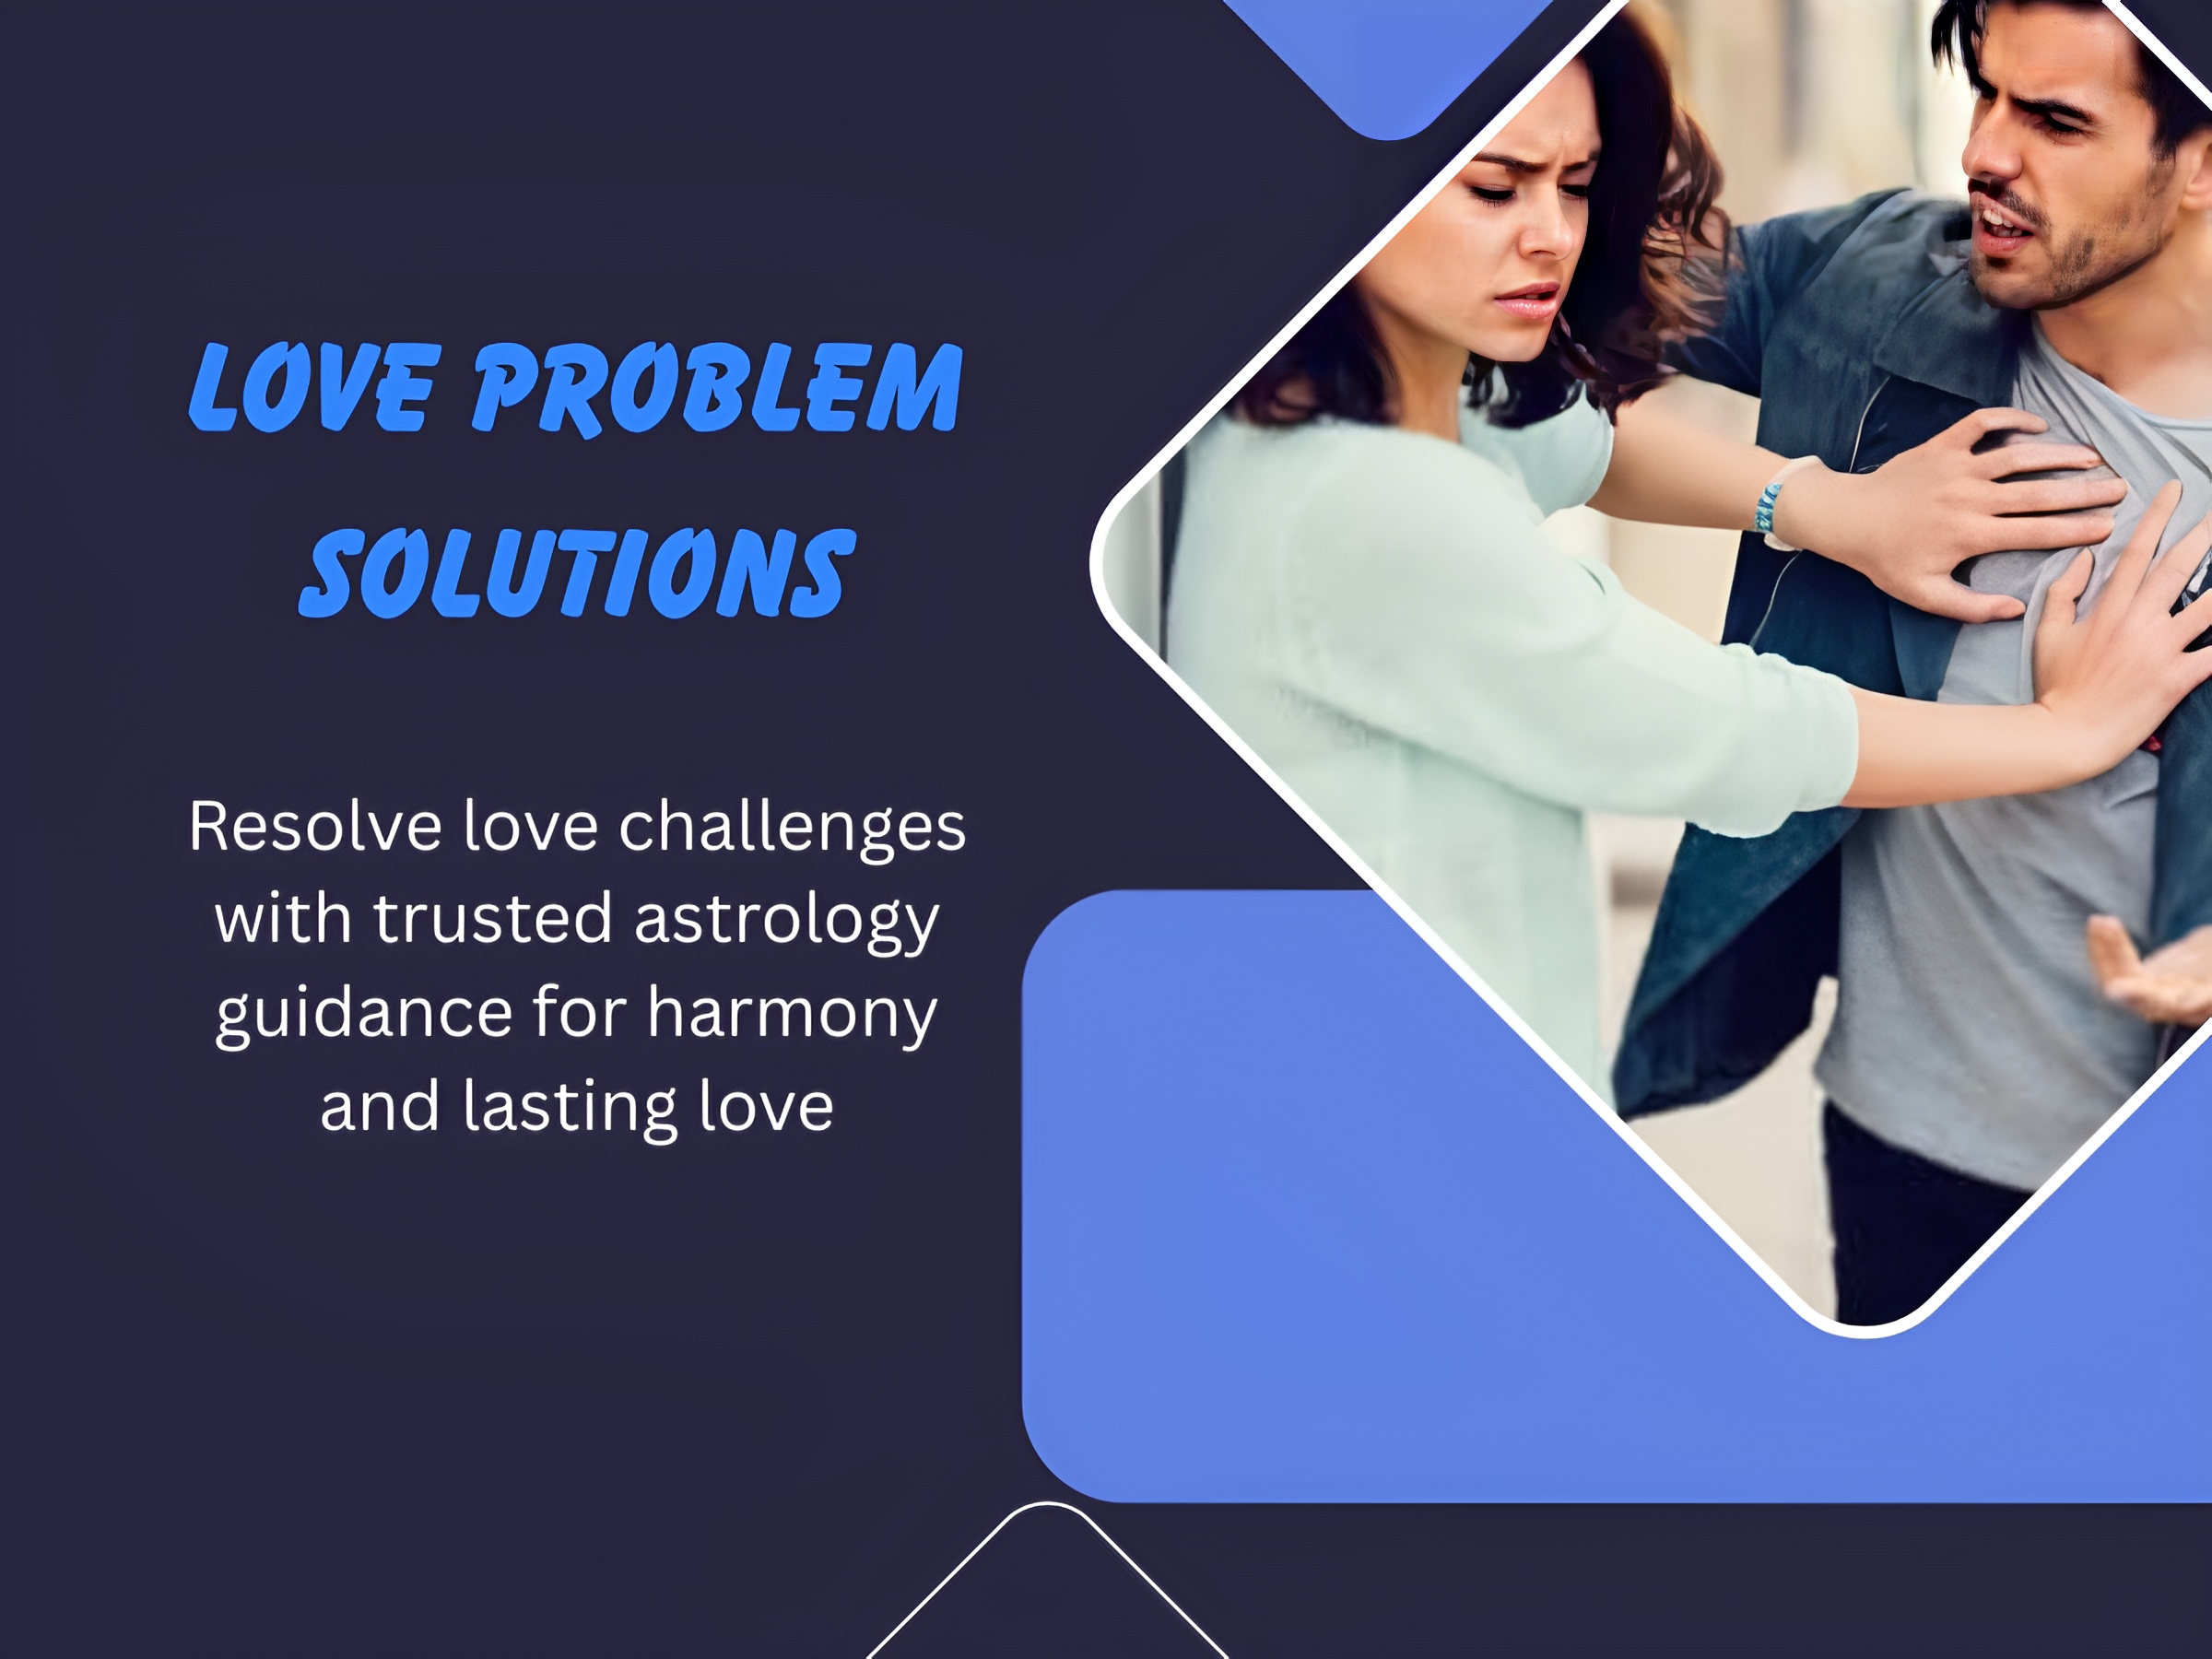 LOVE PROBLEM
SOLUTIONS
Resolve love challenges
with trusted astrology
guidance for harmony
and lasting love